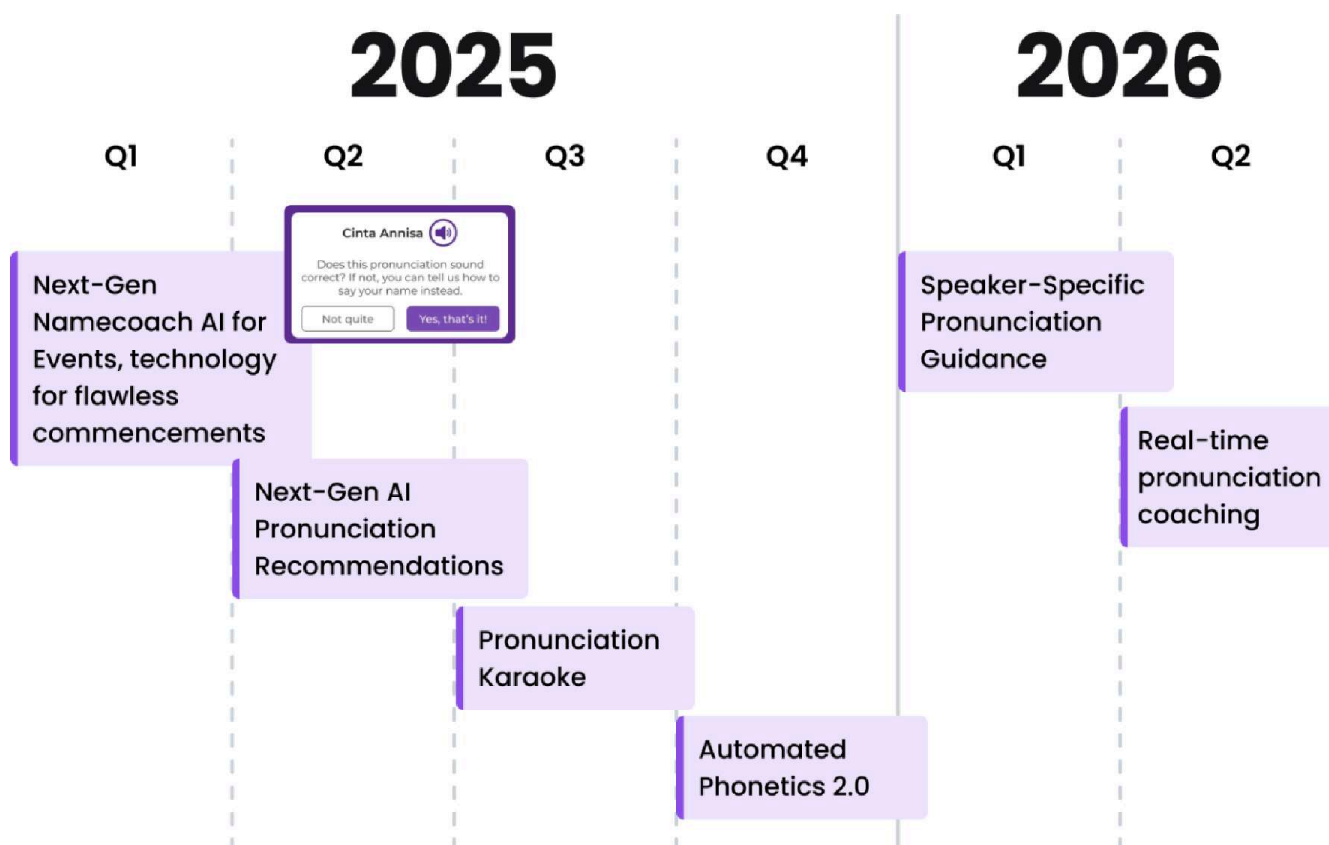 2025
2026
Q1
Q2
Q3
Q4
Q1
Q2
Cinta Annisa
Does this pronunciation sound
correct? If not, you can tell us how to
say your name instead.
Not quite
Yes, that's it!
Next-Gen
Namecoach AI for
Events, technology
for flawless
commencements
Next-Gen AI
Pronunciation
Recommendations
Pronunciation
Karaoke
Automated
Phonetics 2.0
Speaker-Specific
Pronunciation
Guidance
Real-time
pronunciation
coaching